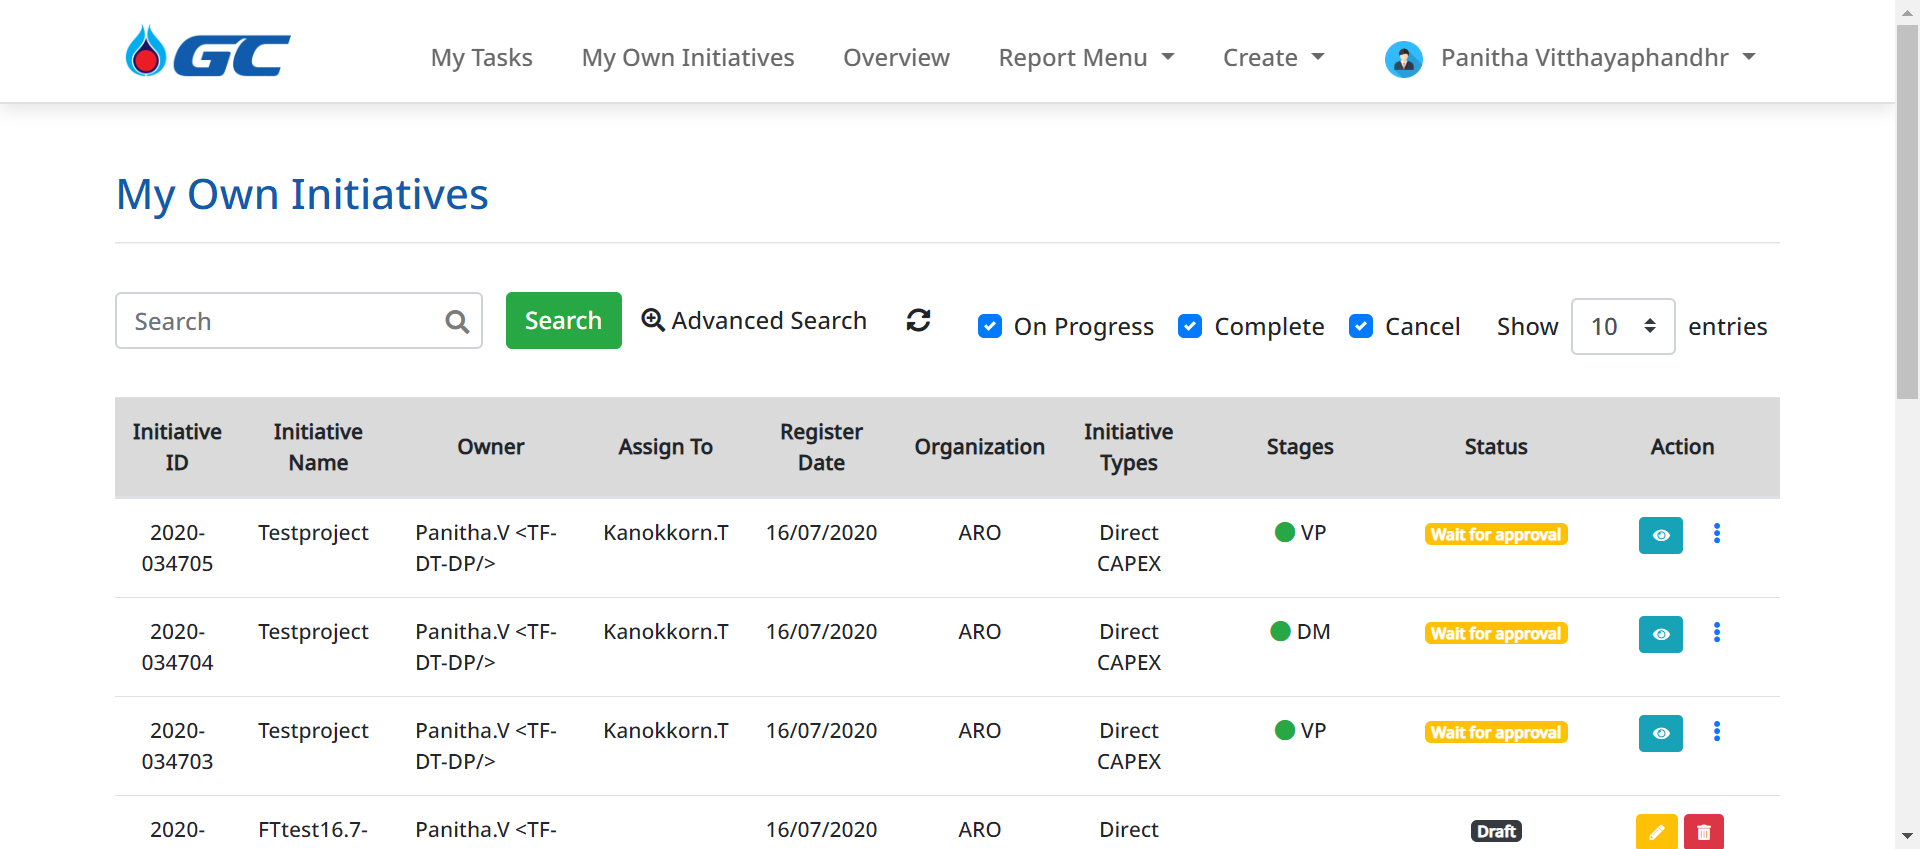 GC
My Tasks
My Own Initiatives
Overview
Report Menu
Create
Panitha Vitthayaphandhr
My Own Initiatives
Search
Search
Advanced Search
On Progress
Complete
Cancel
Show 10 entries
Initiative ID
Initiative Name
Owner
Assign To
Register Date
Organization
Initiative Types
Stages
Status
Action
2020-034705 Testproject Panitha.V <TF-DT-DP/> Kanokkorn.T 16/07/2020 ARO Direct CAPEX VP Wait for approval
2020-034704 Testproject Panitha.V <TF-DT-DP/> Kanokkorn.T 16/07/2020 ARO Direct CAPEX DM Wait for approval
2020-034703 Testproject Panitha.V <TF-DT-DP/> Kanokkorn.T 16/07/2020 ARO Direct CAPEX VP Wait for approval
2020- FTtest16.7- Panitha.V <TF- 16/07/2020 ARO Direct Draft